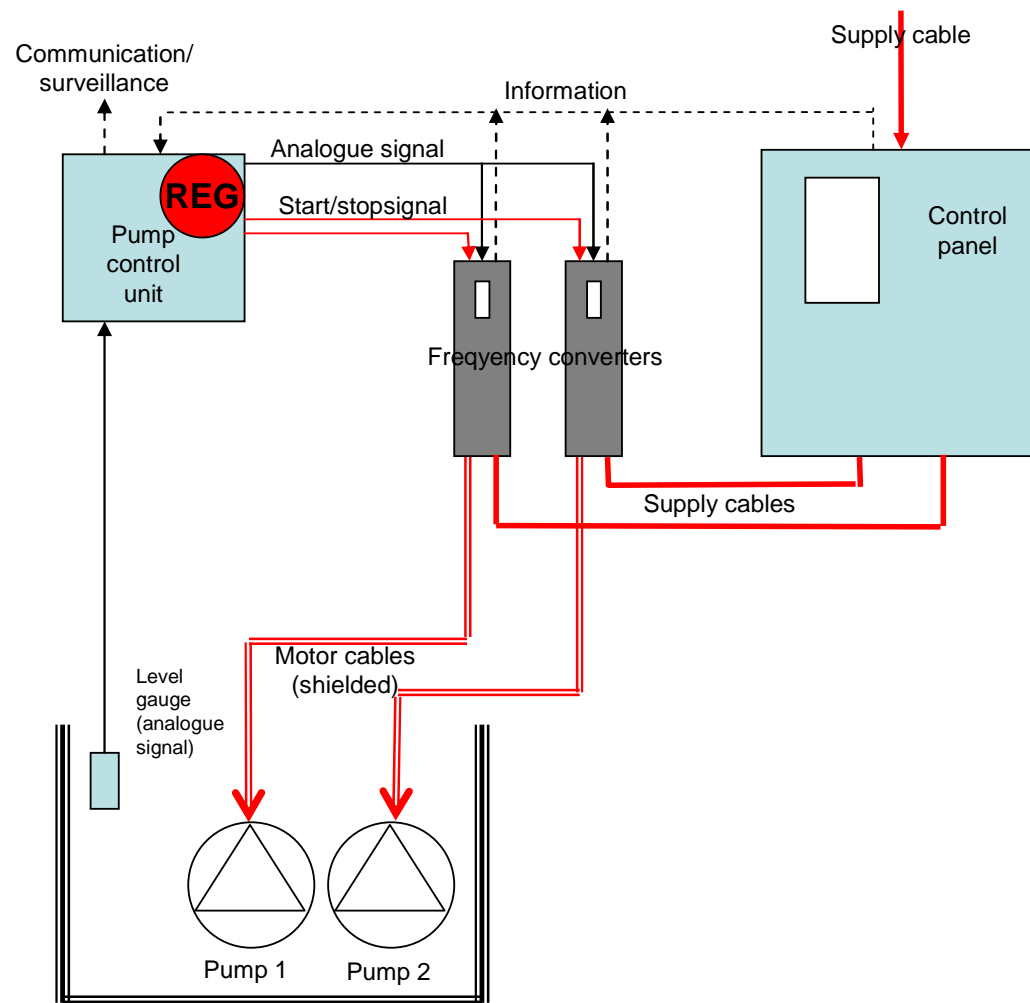 Supply cable
Communication/
surveillance
Information
Analogue signal
REG
Start/stopsignal
Pump
control
unit
Control
panel
Freqyency converters
Supply cables
Motor cables
(shielded)
Level
gauge
(analogue
signal)
Pump 1
Pump 2